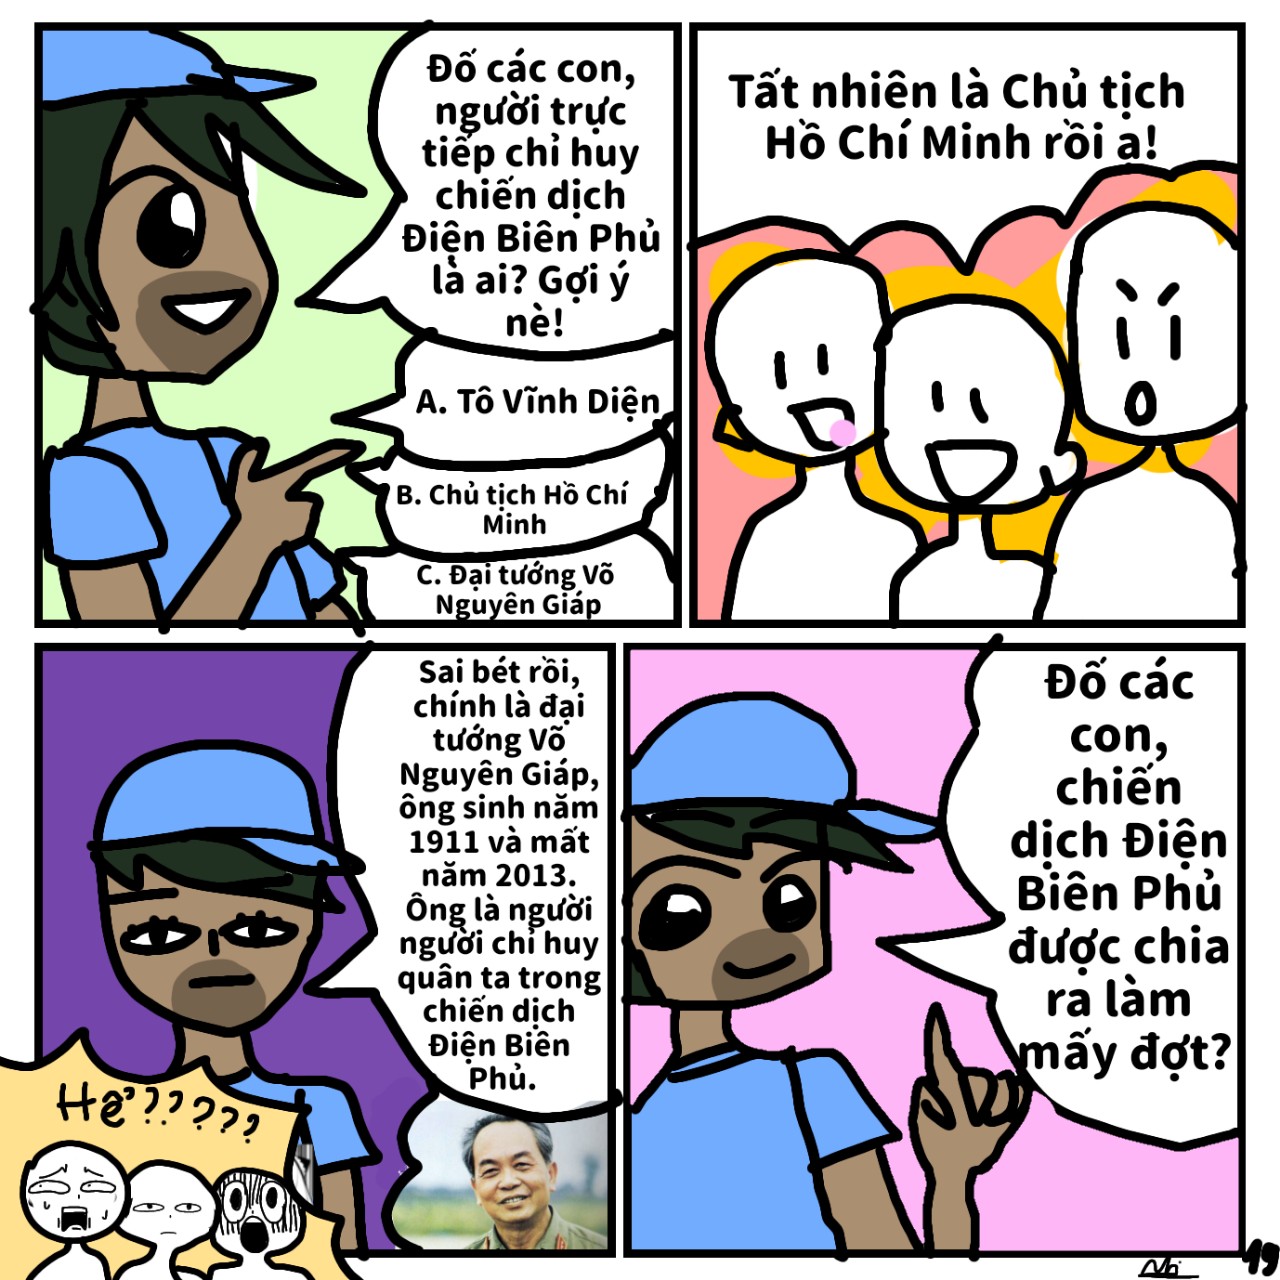 Đố các con,
người trực
tiếp chỉ huy
chiến dịch
Điện Biên Phủ
là ai? Gợi ý
nè!
A. Tô Vĩnh Diện
B. Chủ tịch Hồ Chí
Minh
C. Đại tướng Võ
Nguyên Giáp
Tất nhiên là Chủ tịch
Hồ Chí Minh rồi ạ!
Sai bét rồi,
chính là đại
tướng Võ
Nguyên Giáp,
ông sinh năm
1911 và mất
năm 2013.
Ông là người
người chỉ huy
quân ta trong
chiến dịch
Điện Biên
Phủ.
Hể??????
Đố các
con,
chiến
dịch Điện
Biên Phủ
được chia
ra làm
mấy đợt?
19